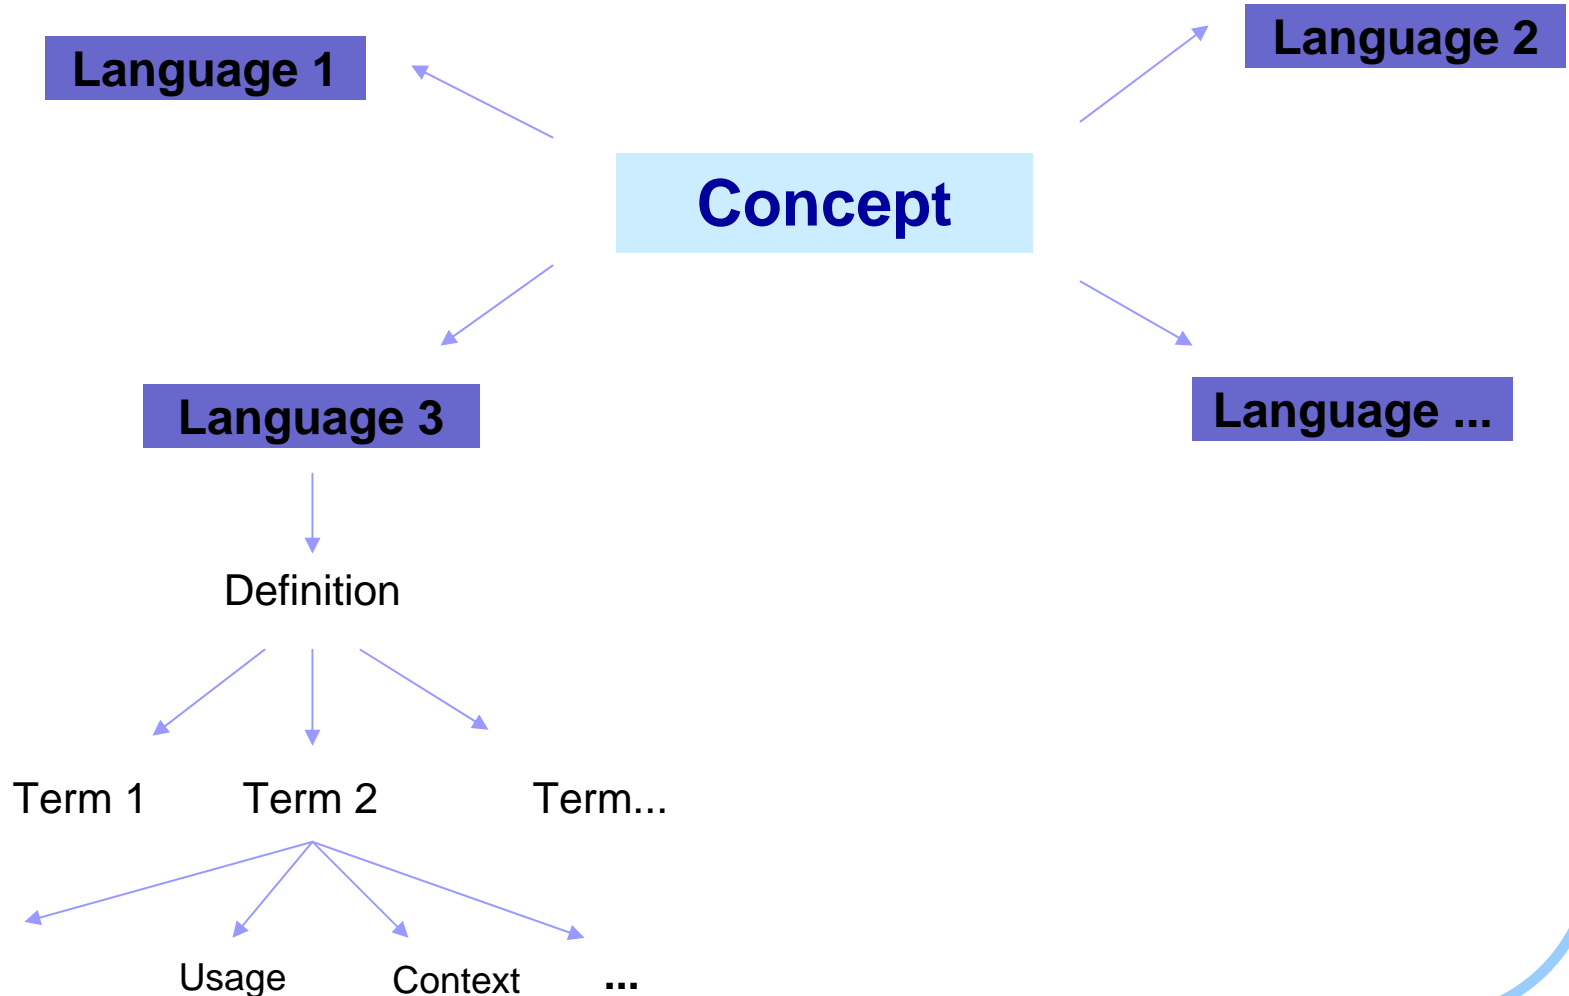 Language 1
Language 2
Concept
Language 3
Language ...
Definition
Term 1
Term 2
Term...
Usage
Context
...